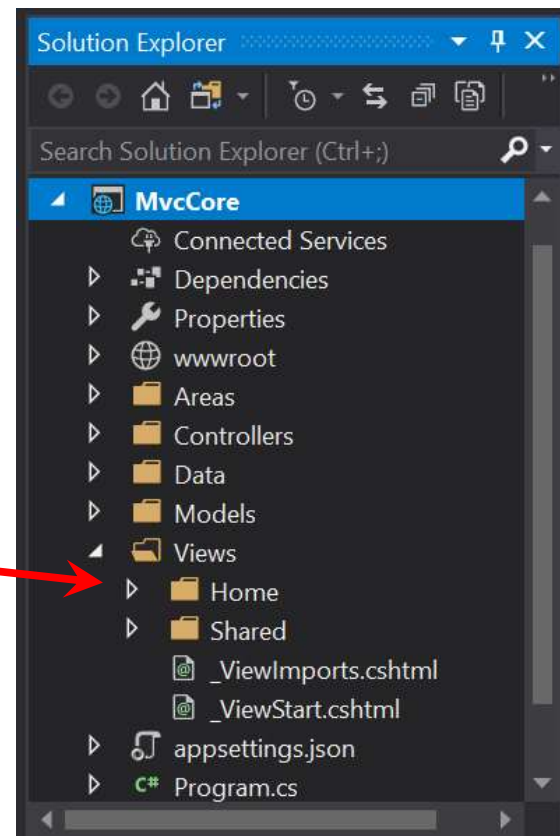 Solution Explorer
Search Solution Explorer (Ctrl+;)
MvcCore
Connected Services
Dependencies
Properties
wwwroot
Areas
Controllers
Data
Models
Views
Home
Shared
_ViewImports.cshtml
_ViewStart.cshtml
appsettings.json
C# Program.cs